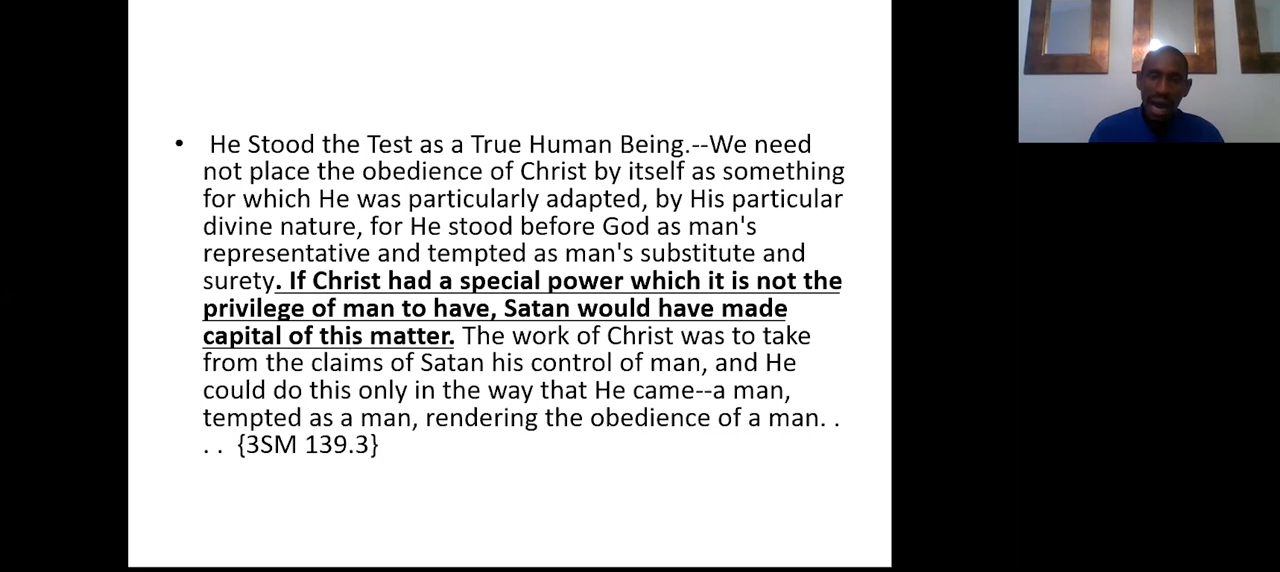 • He Stood the Test as a True Human Being.--We need
not place the obedience of Christ by itself as something
for which He was particularly adapted, by His particular
divine nature, for He stood before God as man's
representative and tempted as man's substitute and
surety. If Christ had a special power which it is not the
privilege of man to have, Satan would have made
capital of this matter. The work of Christ was to take
from the claims of Satan his control of man, and He
could do this only in the way that He came--a man,
tempted as a man, rendering the obedience of a man. .
. . {3SM 139.3}